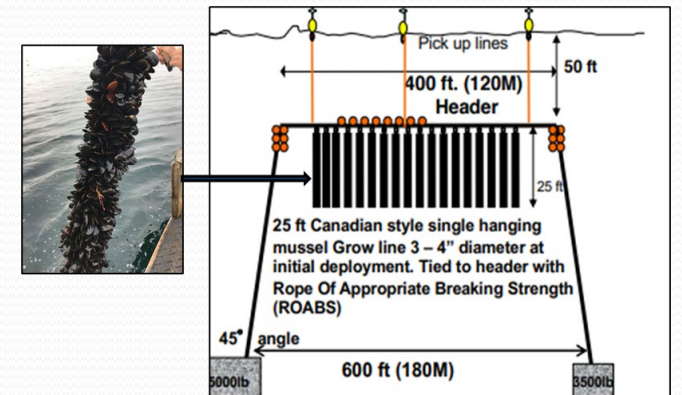 Pick up lines
50 ft
400 ft. (120M)
Header
25 ft
25 ft Canadian style single hanging
mussel Grow line 3 – 4” diameter at
initial deployment. Tied to header with
Rope Of Appropriate Breaking Strength
(ROABS)
45° angle
600 ft (180M)
5000lb
3500lb